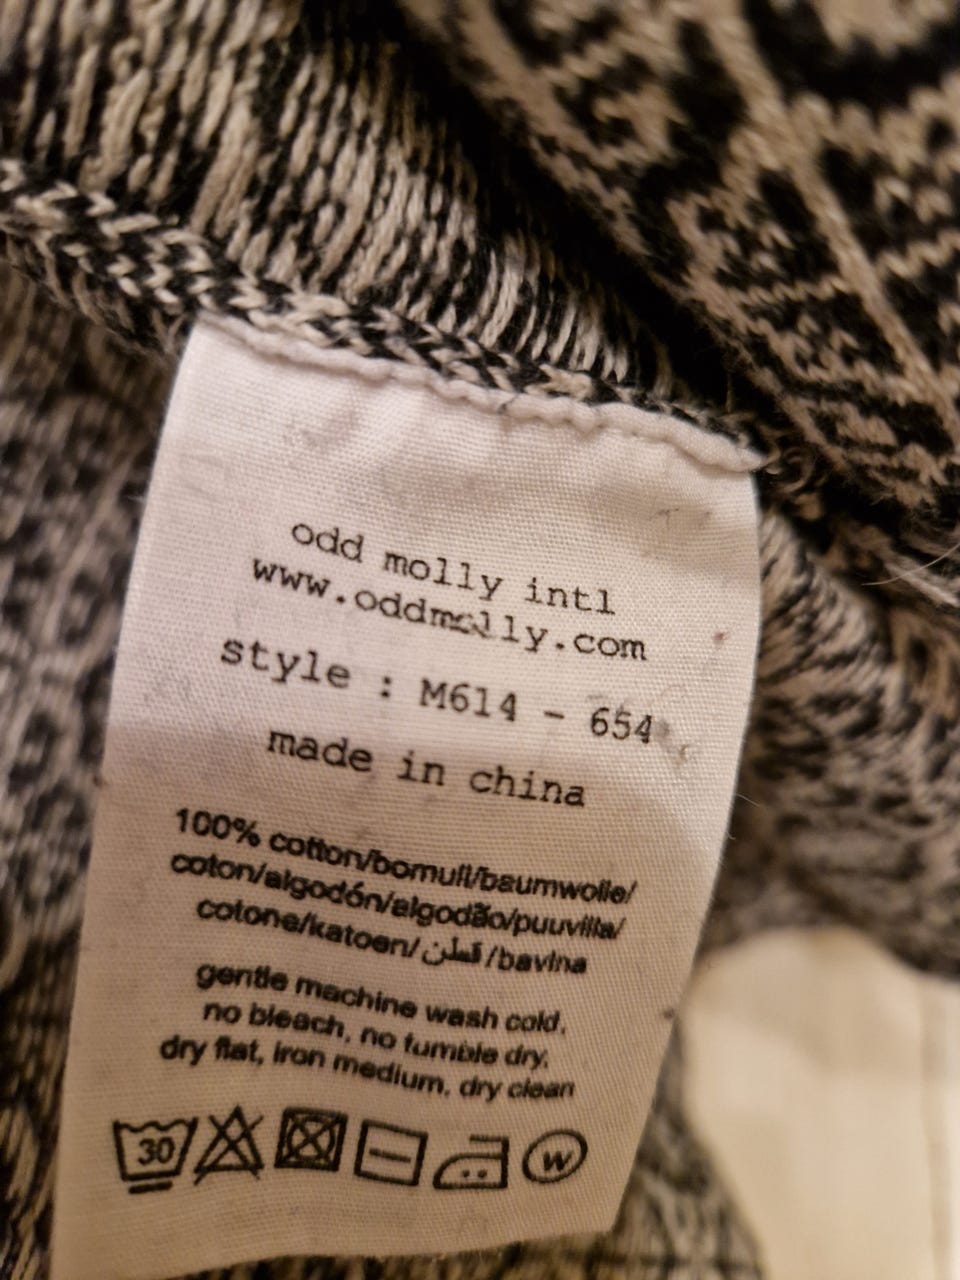 odd molly intl
www.oddmolly.com
style : M614 - 654
made in china
100% cotton/bomull/baumwolle/
coton/algodón/algodão/puuvilla/
cotone/katoen/قطن/bavlna
gentle machine wash cold.
no bleach, no tumble dry.
dry flat, iron medium. dry clean
30 W